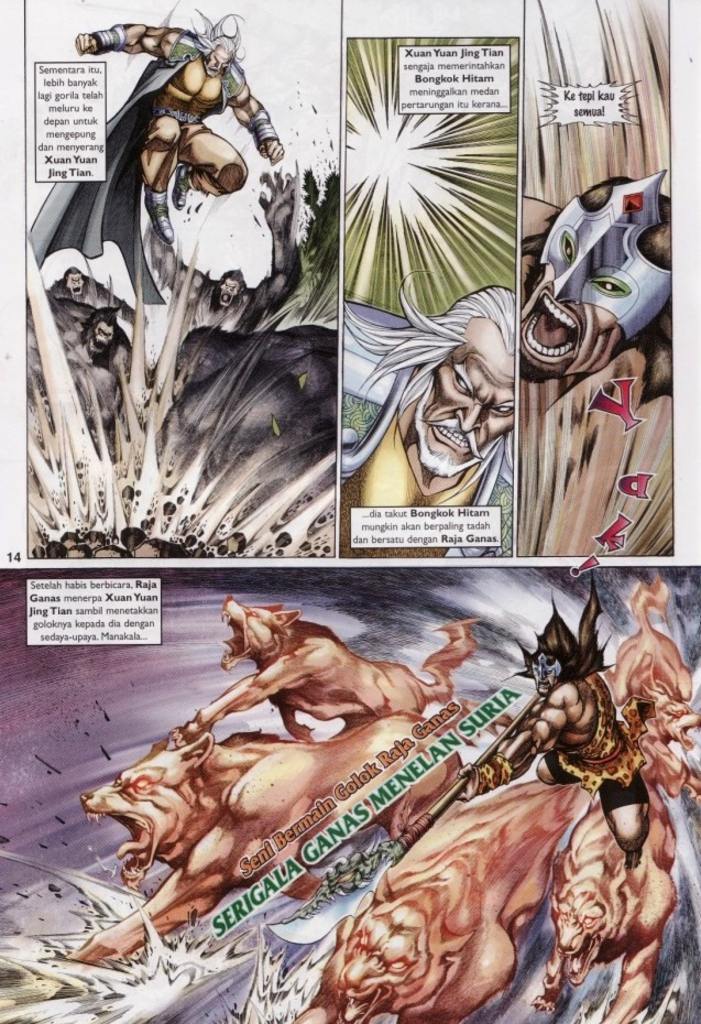 Sementara itu,
lebih banyak
lagi gorila telah
meluru ke
depan untuk
mengepung
dan menyerang
Xuan Yuan
Jing Tian.
Xuan Yuan Jing Tian
sengaja memerintahkan
Bongkok Hitam
meninggalkan medan
pertarungan itu kerana...
...dia takut Bongkok Hitam
mungkin akan berpaling tadah
dan bersatu dengan Raja Ganas.
Ke tepi kau
semua!
14
Setelah habis berbicara, Raja
Ganas menerpa Xuan Yuan
Jing Tian sambil menetakkan
goloknya kepada dia dengan
sedaya-upaya. Manakala...
Seni Bermain Golok Raja Ganas
SERIGALA GANAS MENELAN SURIA